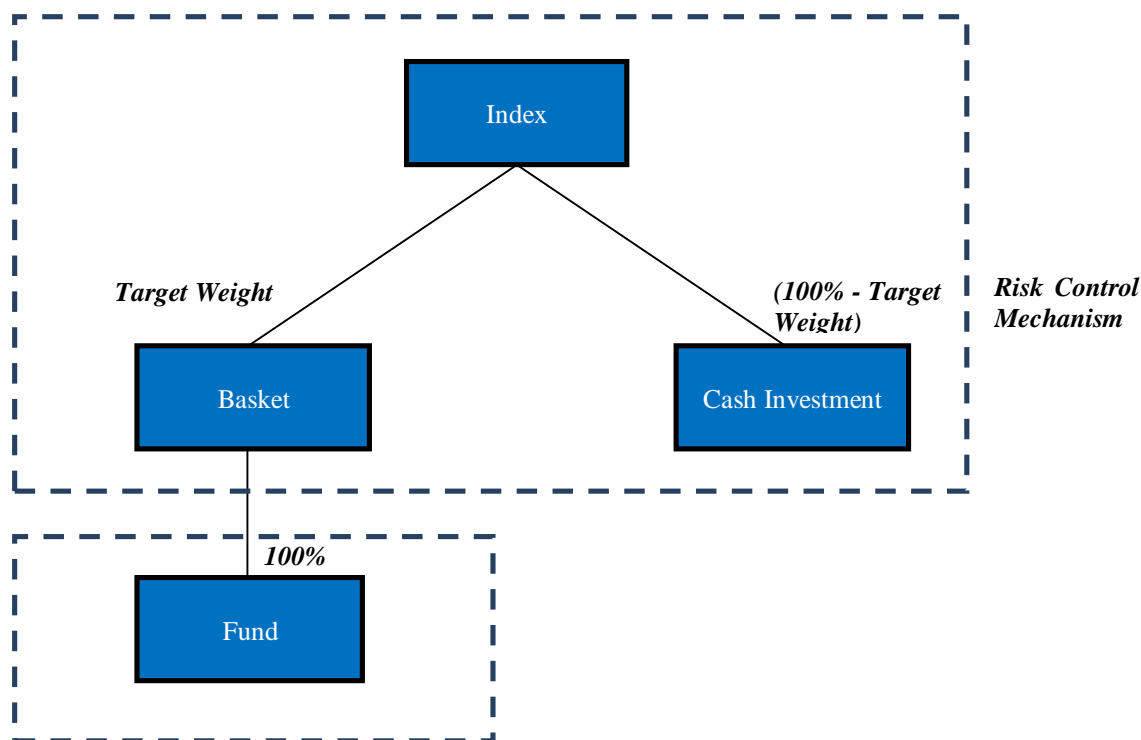 Index
Target Weight
(100% - Target
Weight)
Risk Control
Mechanism
Basket
Cash Investment
100%
Fund